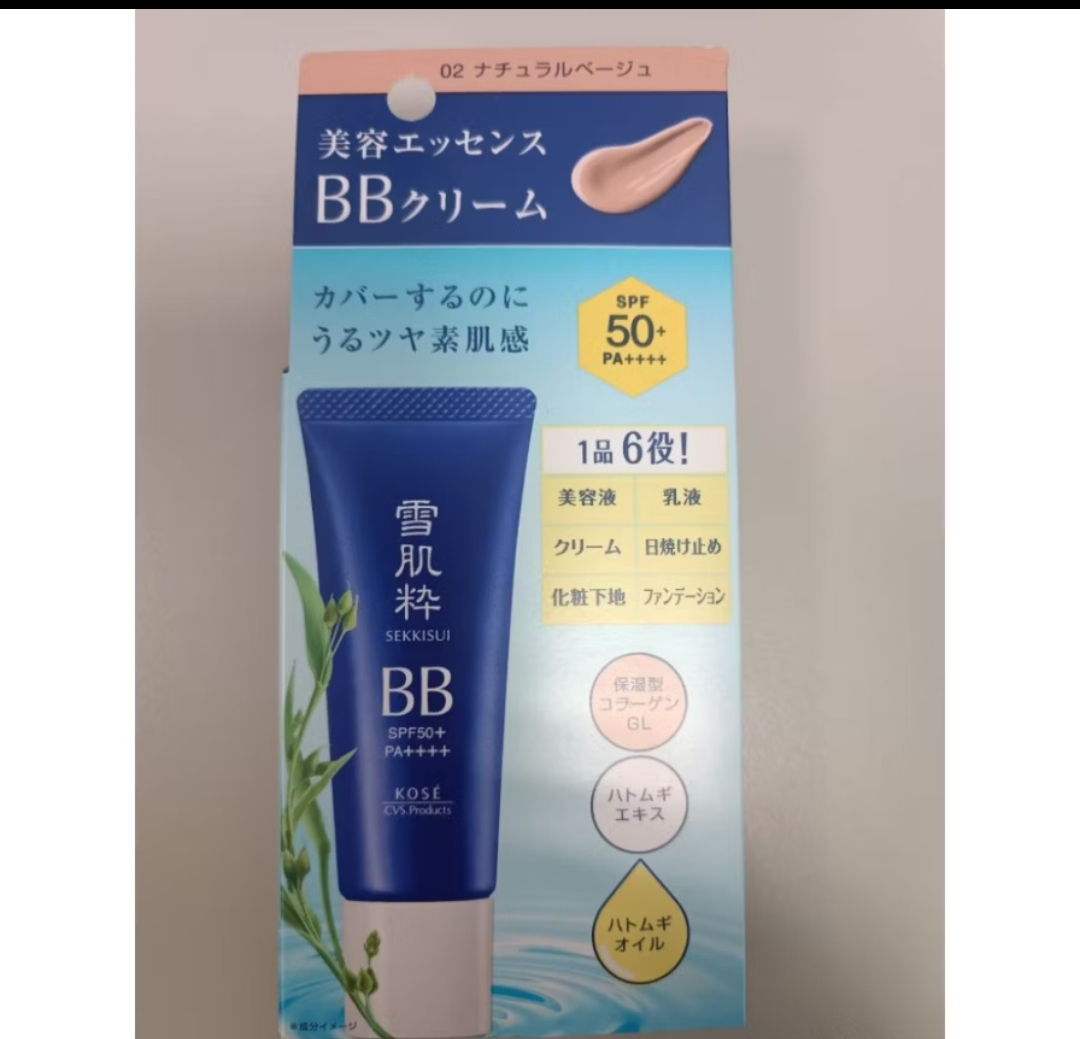 02 ナチュラルベージュ
美容エッセンス
BBクリーム
カバーするのに
うるツヤ素肌感
SPF
50+
PA++++
1品6役!
美容液 乳液
クリーム 日焼け止め
化粧下地 ファンデーション
雪肌粋
SEKKISUI
BB
SPF50+
PA++++
KOSÉ
CVS.Products
保湿型
コラーゲン
GL
ハトムギ
エキス
ハトムギ
オイル
※成分イメージ